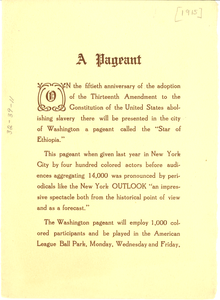 [1915]
A Pageant
ON the fiftieth anniversary of the adoption
of the Thirteenth Amendment to the
Constitution of the United States abol-
ishing slavery there will be presented in the city
of Washington a pageant called the "Star of
Ethiopia."
This pageant when given last year in New York
City by four hundred colored actors before audi-
ences aggregating 14,000 was pronounced by peri-
odicals like the New York OUTLOOK "an impres-
sive spectacle both from the historical point of view
and as a forecast."
The Washington pageant will employ 1,000 col-
ored participants and be played in the American
League Ball Park, Monday, Wednesday and Friday,